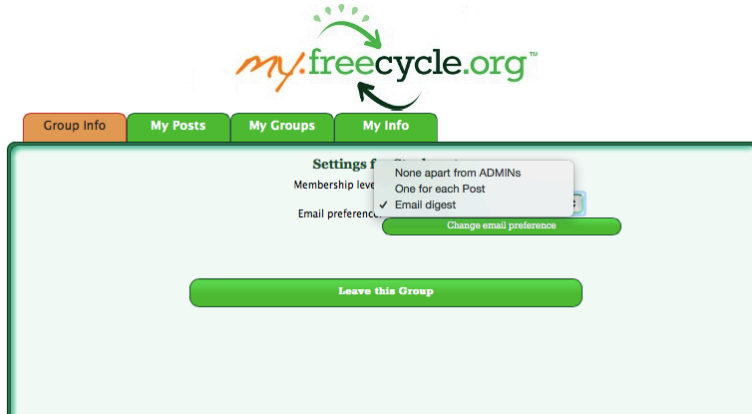 my.freecycle.org™
Group Info My Posts My Groups My Info
Settings f
Membership leve
None apart from ADMINs
One for each Post
✓ Email digest
Email preference
Change email preference
Leave this Group